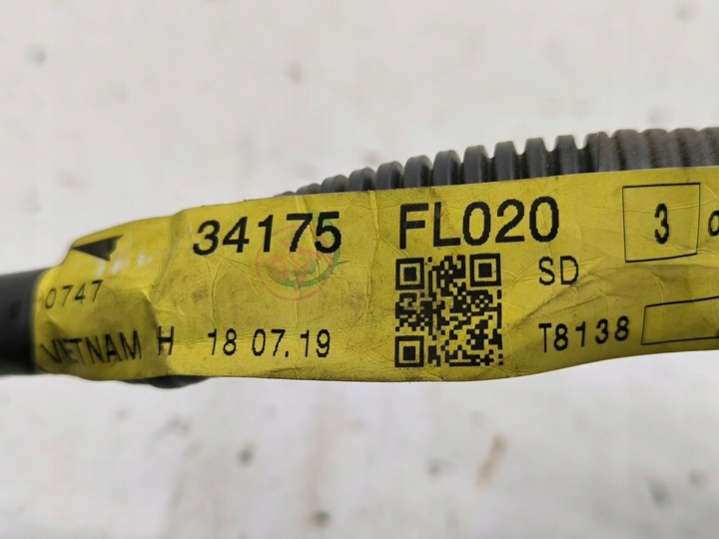 34175 FL020 3
SD
0747
VIETNAM H 18 07.19 T8138